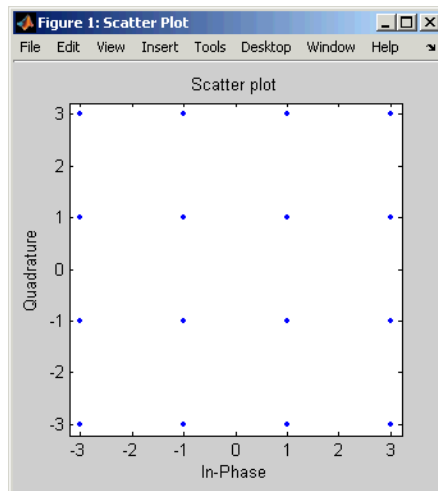 Figure 1: Scatter Plot
File Edit View Insert Tools Desktop Window Help
Scatter plot
3
2
1
0
-1
-2
-3
Quadrature
-3 -2 -1 0 1 2 3
In-Phase